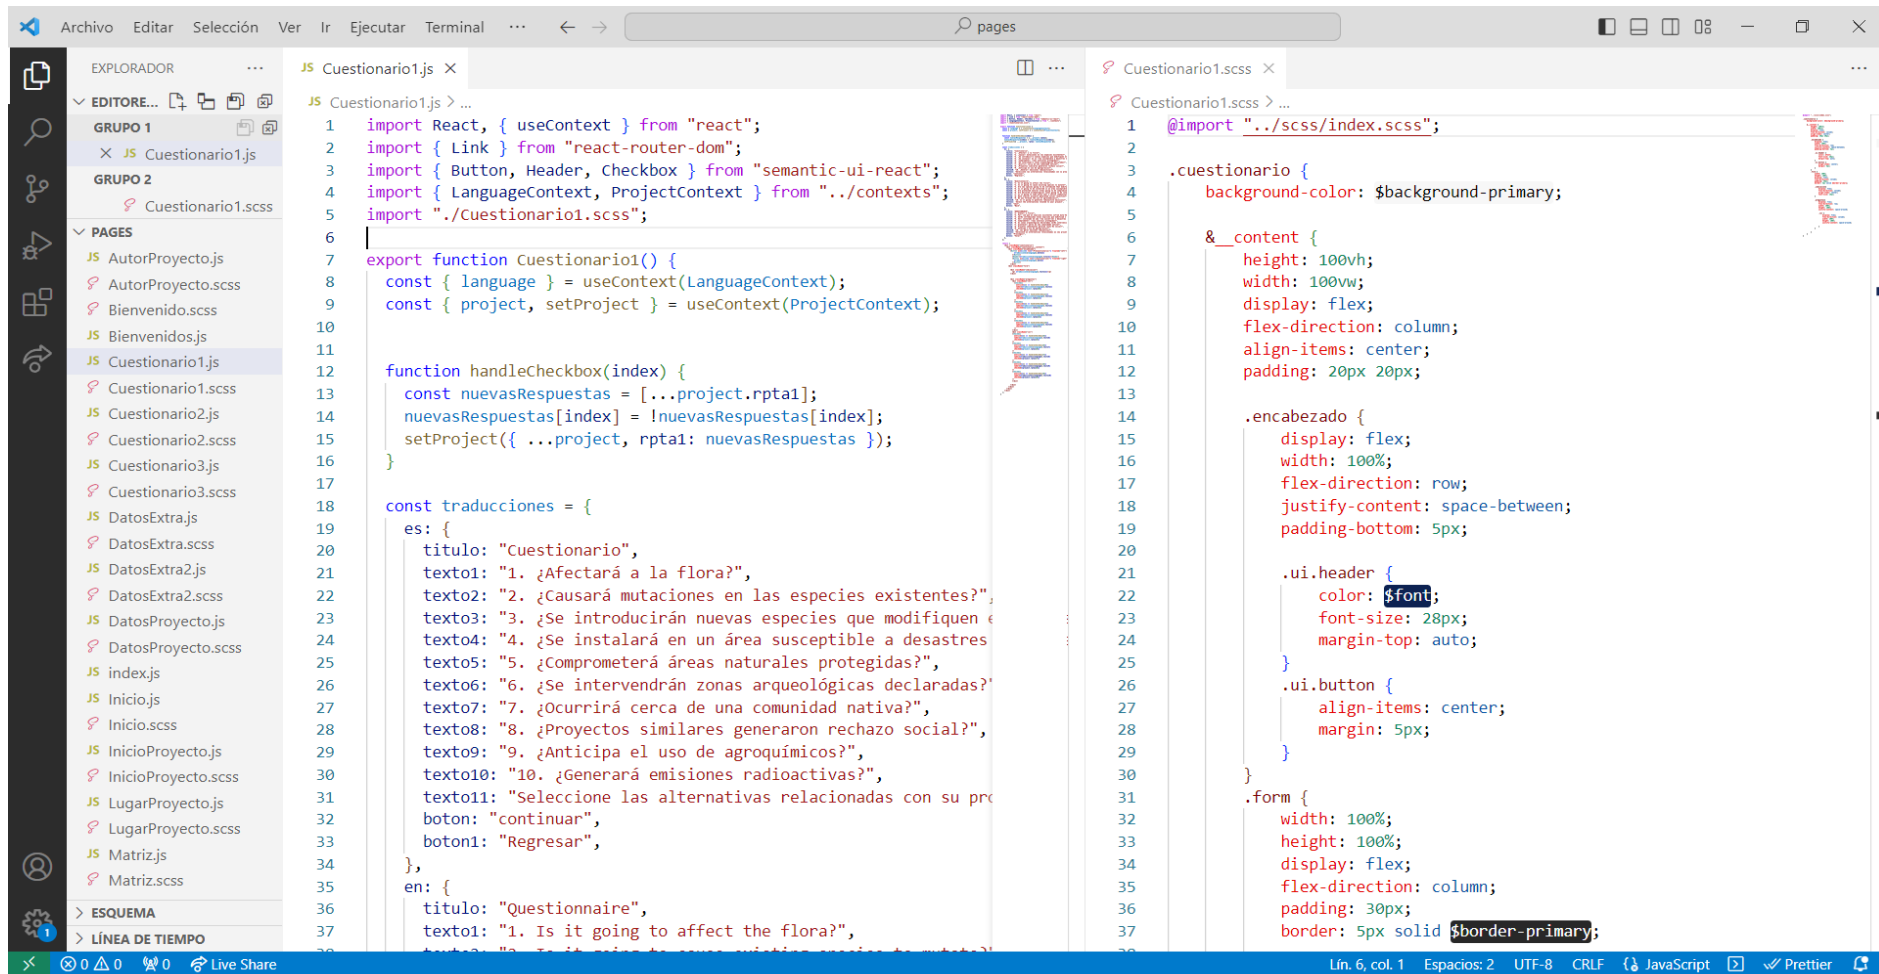 Archivo Editar Selección Ver Ir Ejecutar Terminal ··· pages
EXPLORADOR ···
EDITORE...
GRUPO 1
JS Cuestionario1.js
GRUPO 2
Cuestionario1.scss
PAGES
JS AutorProyecto.js
AutorProyecto.scss
Bienvenido.scss
JS Bienvenidos.js
JS Cuestionario1.js
Cuestionario1.scss
JS Cuestionario2.js
Cuestionario2.scss
JS Cuestionario3.js
Cuestionario3.scss
JS DatosExtra.js
DatosExtra.scss
JS DatosExtra2.js
DatosExtra2.scss
JS DatosProyecto.js
DatosProyecto.scss
JS index.js
JS Inicio.js
Inicio.scss
JS InicioProyecto.js
InicioProyecto.scss
JS LugarProyecto.js
LugarProyecto.scss
JS Matriz.js
Matriz.scss
ESQUEMA
LÍNEA DE TIEMPO
JS Cuestionario1.js
JS Cuestionario1.js > ...
1 import React, { useContext } from "react";
2 import { Link } from "react-router-dom";
3 import { Button, Header, Checkbox } from "semantic-ui-react";
4 import { LanguageContext, ProjectContext } from "../contexts";
5 import "./Cuestionario1.scss";
6
7 export function Cuestionario1() {
8 const { language } = useContext(LanguageContext);
9 const { project, setProject } = useContext(ProjectContext);
10
11
12 function handleCheckbox(index) {
13 const nuevasRespuestas = [...project.rpta1];
14 nuevasRespuestas[index] = !nuevasRespuestas[index];
15 setProject({ ...project, rpta1: nuevasRespuestas });
16 }
17
18 const traducciones = {
19 es: {
20 titulo: "Cuestionario",
21 texto1: "1. ¿Afectará a la flora?",
22 texto2: "2. ¿Causará mutaciones en las especies existentes?",
23 texto3: "3. ¿Se introducirán nuevas especies que modifiquen
24 texto4: "4. ¿Se instalará en un área susceptible a desastres
25 texto5: "5. ¿Comprometerá áreas naturales protegidas?",
26 texto6: "6. ¿Se intervendrán zonas arqueológicas declaradas?"
27 texto7: "7. ¿Ocurrirá cerca de una comunidad nativa?",
28 texto8: "8. ¿Proyectos similares generaron rechazo social?",
29 texto9: "9. ¿Anticipa el uso de agroquímicos?",
30 texto10: "10. ¿Generará emisiones radioactivas?",
31 texto11: "Seleccione las alternativas relacionadas con su
32 boton: "continuar",
33 boton1: "Regresar",
34 },
35 en: {
36 titulo: "Questionnaire",
37 texto1: "1. Is it going to affect the flora?",
Cuestionario1.scss
Cuestionario1.scss > ...
1 @import "../scss/index.scss";
2
3 .cuestionario {
4 background-color: $background-primary;
5
6 &__content {
7 height: 100vh;
8 width: 100vw;
9 display: flex;
10 flex-direction: column;
11 align-items: center;
12 padding: 20px 20px;
13
14 .encabezado {
15 display: flex;
16 width: 100%;
17 flex-direction: row;
18 justify-content: space-between;
19 padding-bottom: 5px;
20
21 .ui.header {
22 color: $font;
23 font-size: 28px;
24 margin-top: auto;
25 }
26 .ui.button {
27 align-items: center;
28 margin: 5px;
29 }
30 }
31 .form {
32 width: 100%;
33 height: 100%;
34 display: flex;
35 flex-direction: column;
36 padding: 30px;
37 border: 5px solid $border-primary;
0 0 0 Live Share Lín. 6, col. 1 Espacios: 2 UTF-8 CRLF JavaScript Prettier